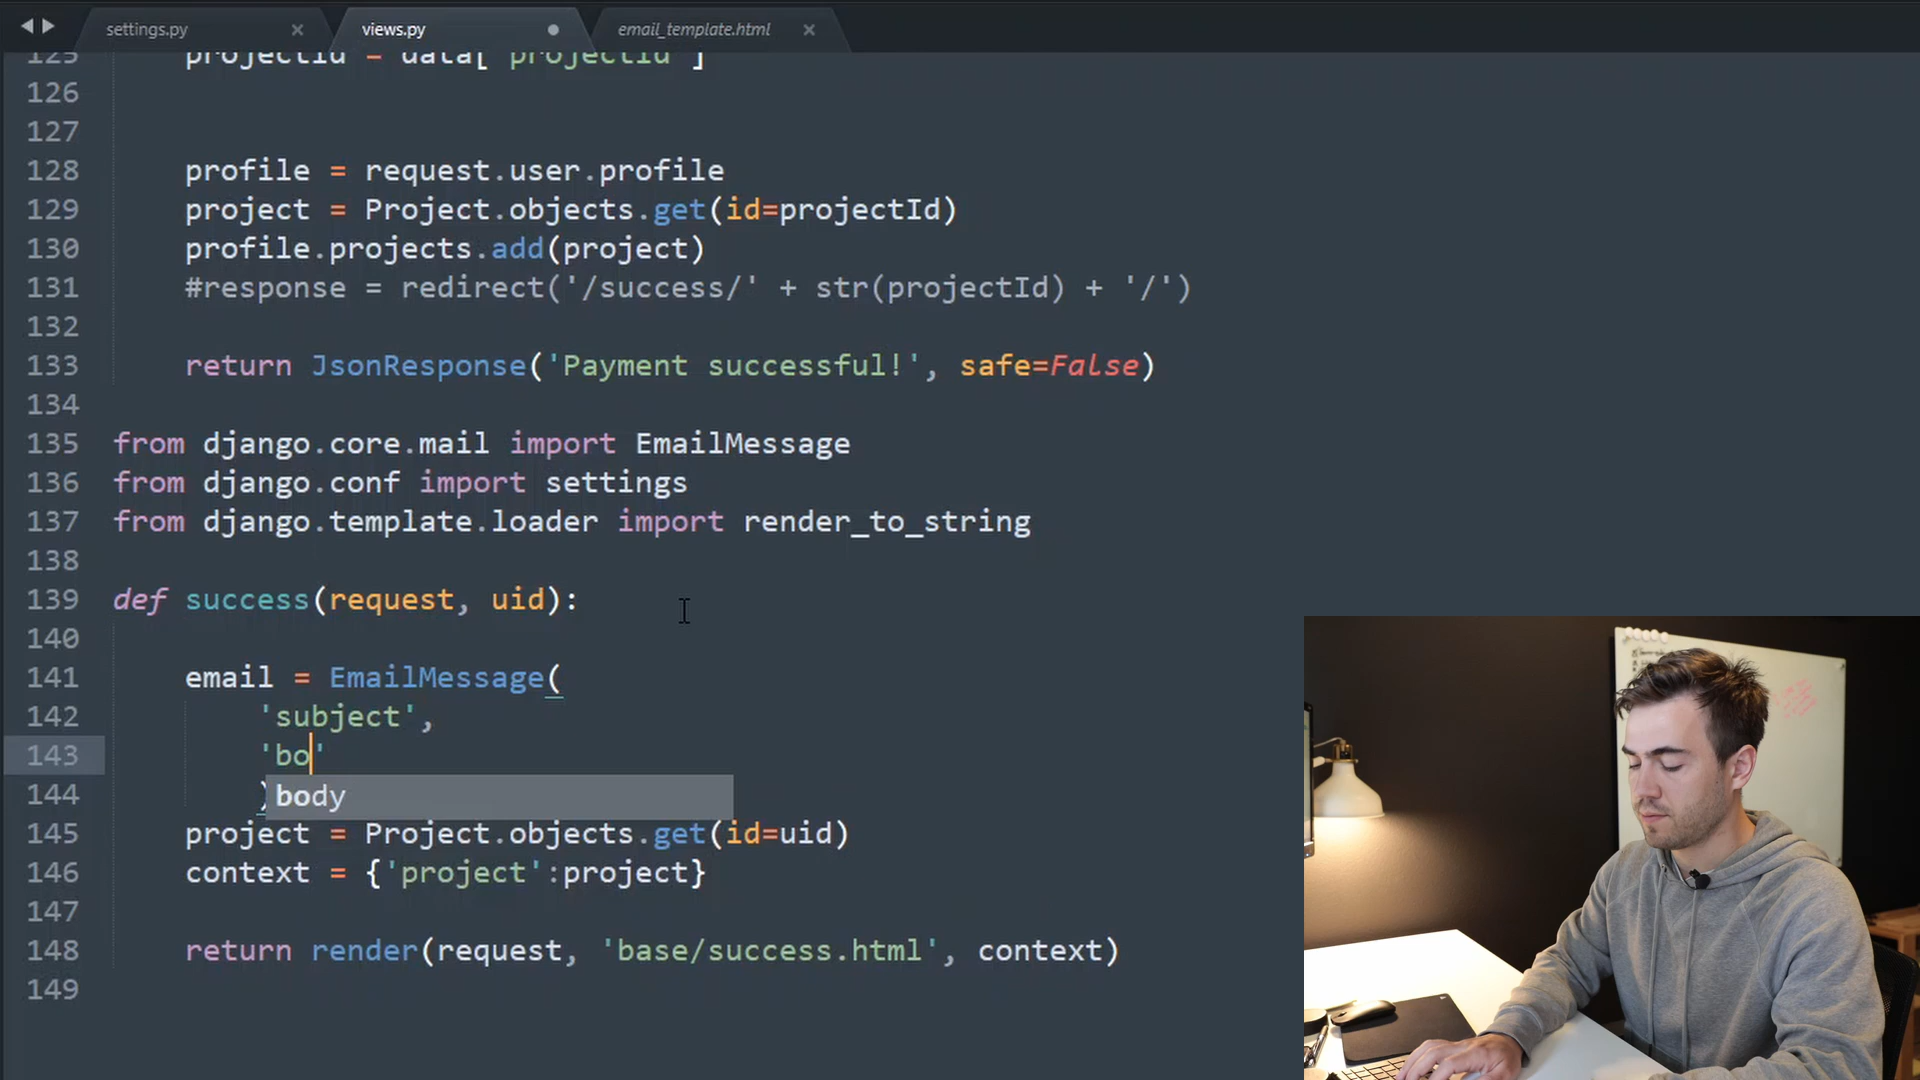 settings.py
views.py
email_template.html
125 projectId = data['projectId']
126
127
128 profile = request.user.profile
129 project = Project.objects.get(id=projectId)
130 profile.projects.add(project)
131 #response = redirect('/success/' + str(projectId) + '/')
132
133 return JsonResponse('Payment successful!', safe=False)
134
135 from django.core.mail import EmailMessage
136 from django.conf import settings
137 from django.template.loader import render_to_string
138
139 def success(request, uid):
140
141 email = EmailMessage(
142 'subject',
143 'bo'
144 )
body
145 project = Project.objects.get(id=uid)
146 context = {'project':project}
147
148 return render(request, 'base/success.html', context)
149